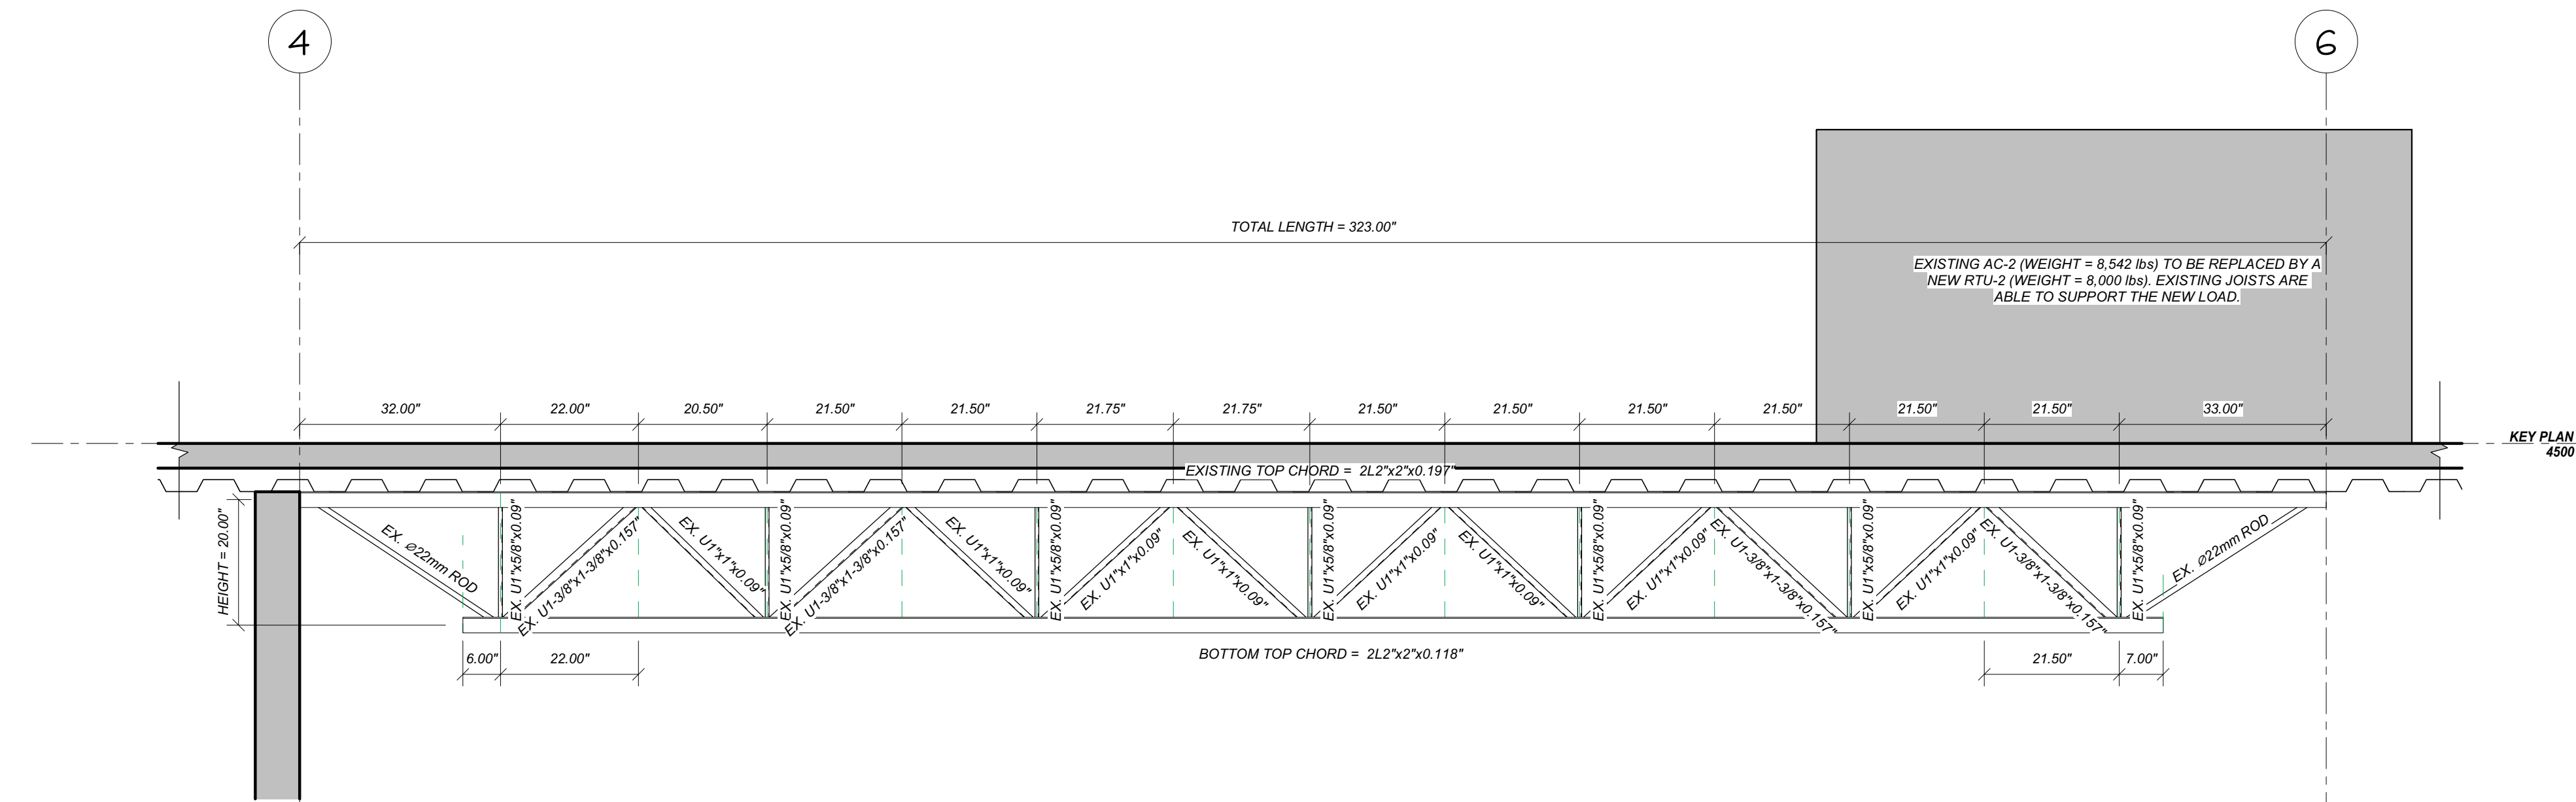 4
6
TOTAL LENGTH = 323.00"
EXISTING AC-2 (WEIGHT = 8,542 lbs) TO BE REPLACED BY A
NEW RTU-2 (WEIGHT = 8,000 lbs). EXISTING JOISTS ARE
ABLE TO SUPPORT THE NEW LOAD.
32.00"
22.00"
20.50"
21.50"
21.50"
21.75"
21.75"
21.50"
21.50"
21.50"
21.50"
21.50"
21.50"
33.00"
KEY PLAN
4500
EXISTING TOP CHORD = 2L2"x2"x0.197"
HEIGHT = 20.00"
EX. ⌀22mm ROD
EX. U1"x5/8"x0.09"
EX. U1-3/8"x1-3/8"x0.157"
EX. U1"x1"x0.09"
EX. U1"x5/8"x0.09"
EX. U1-3/8"x1-3/8"x0.157"
EX. U1"x1"x0.09"
EX. U1"x5/8"x0.09"
EX. U1"x1"x0.09"
EX. U1"x1"x0.09"
EX. U1"x5/8"x0.09"
EX. U1"x1"x0.09"
EX. U1"x1"x0.09"
EX. U1"x5/8"x0.09"
EX. U1"x1"x0.09"
EX. U1-3/8"x1-3/8"x0.157"
EX. U1"x5/8"x0.09"
EX. U1"x1"x0.09"
EX. U1-3/8"x1-3/8"x0.157"
EX. U1"x5/8"x0.09"
EX. ⌀22mm ROD
BOTTOM TOP CHORD = 2L2"x2"x0.118"
6.00"
22.00"
21.50"
7.00"